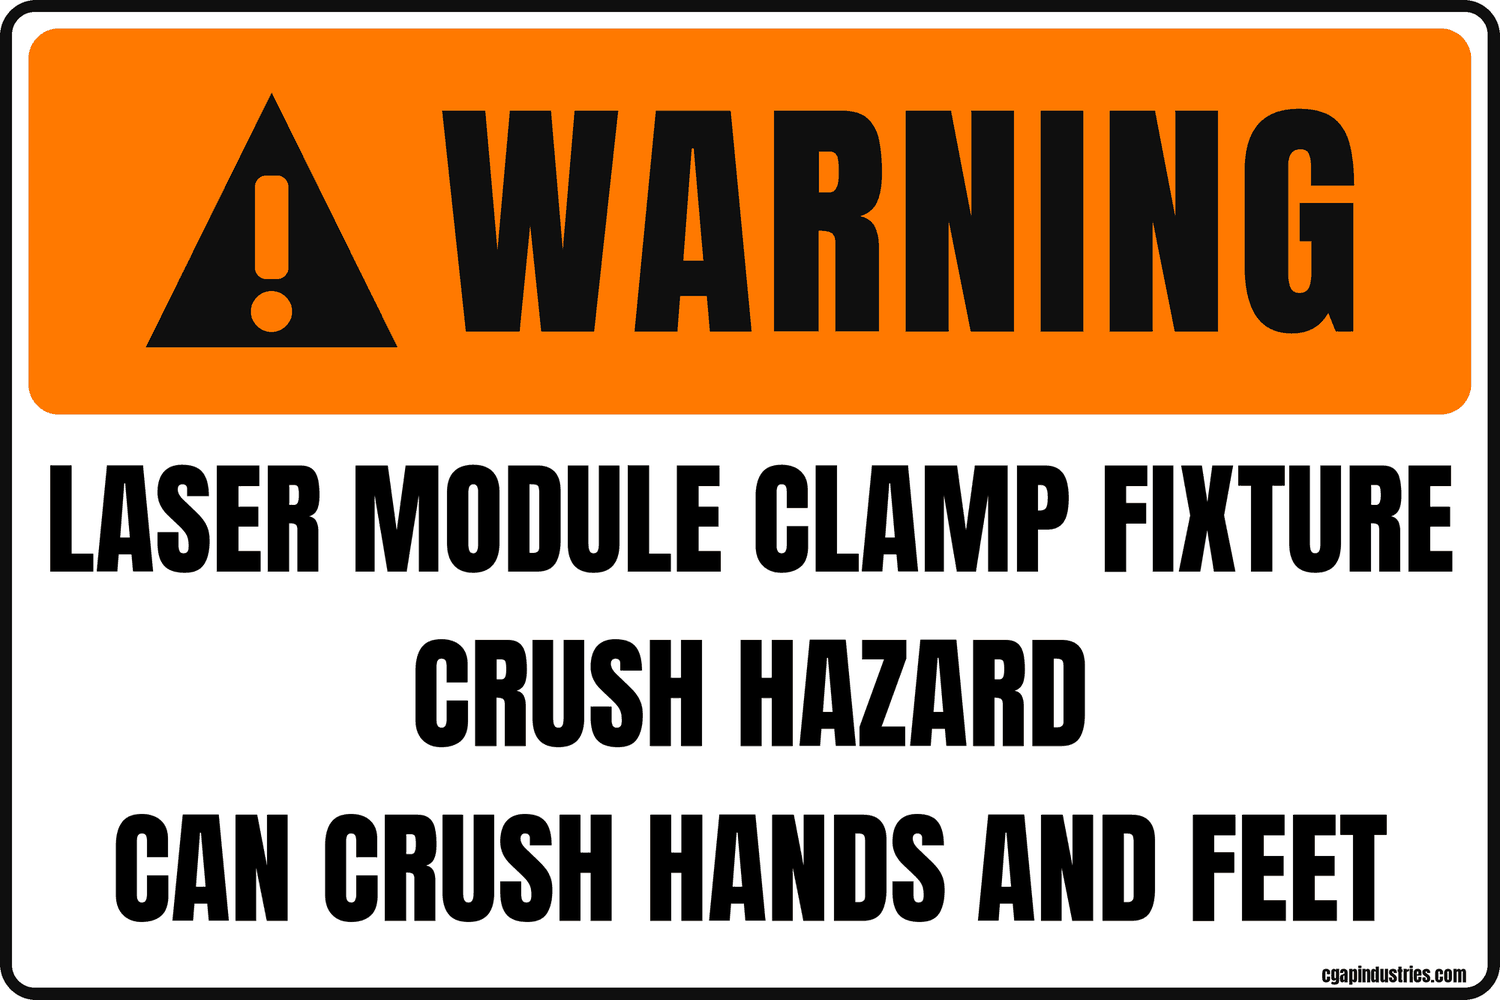 WARNING
LASER MODULE CLAMP FIXTURE
CRUSH HAZARD
CAN CRUSH HANDS AND FEET
cgapindustries.com